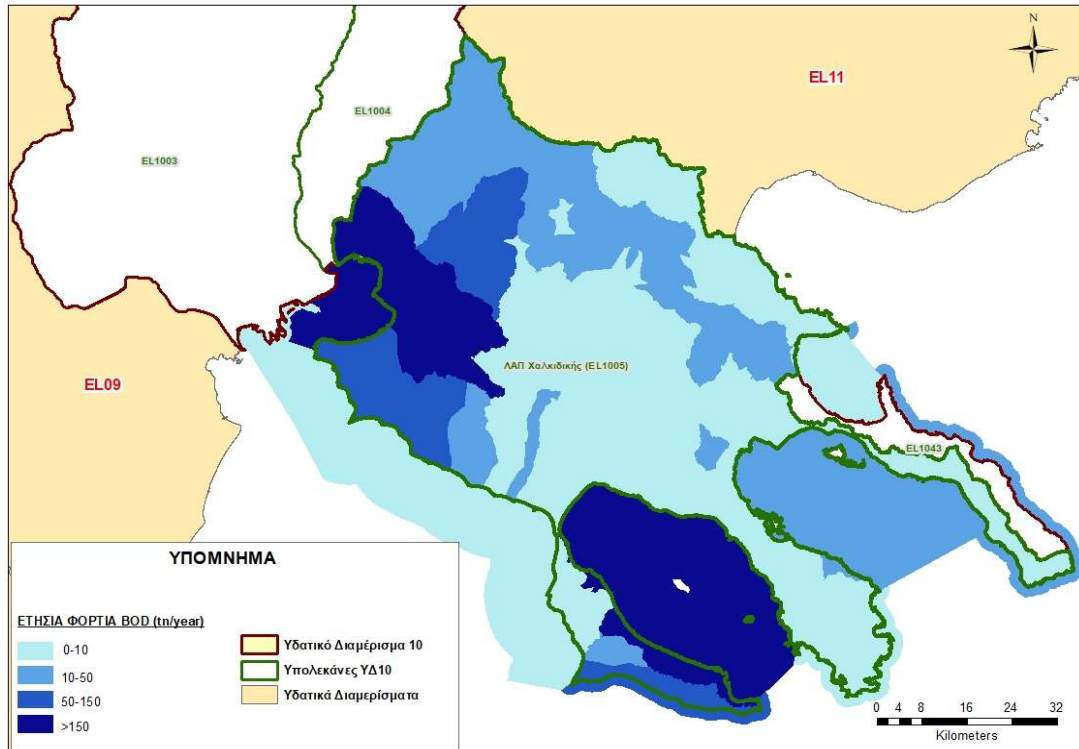 N
EL11
EL1004
EL1003
EL09
ΛΑΠ Χαλκιδικής (EL1005)
EL1043
ΥΠΟΜΝΗΜΑ
ΕΤΗΣΙΑ ΦΟΡΤΙΑ BOD (tn/year)
0-10
10-50
50-150
>150
Υδατικό Διαμέρισμα 10
Υπολεκάνες ΥΔ10
Υδατικά Διαμερίσματα
0 4 8 16 24 32
Kilometers